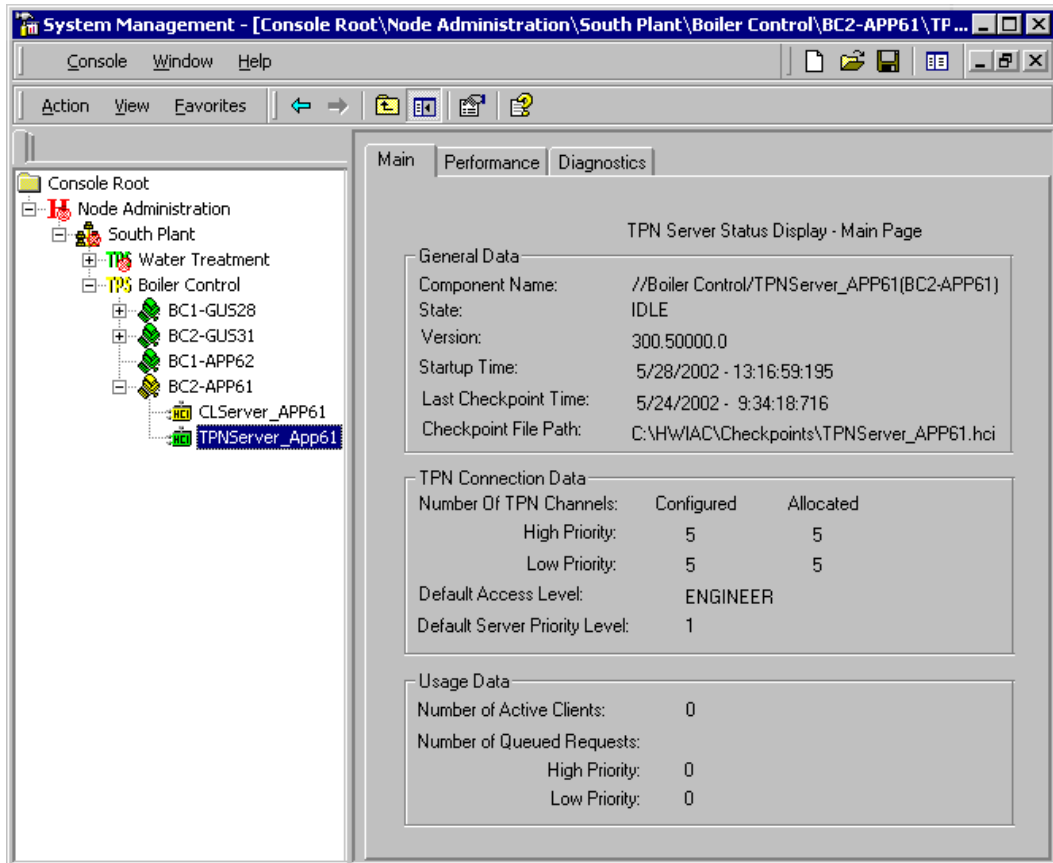 System Management - [Console Root\Node Administration\South Plant\Boiler Control\BC2-APP61\TP...
Console Window Help
Action View Favorites
Console Root
Node Administration
South Plant
TPS Water Treatment
TPS Boiler Control
BC1-GUS28
BC2-GUS31
BC1-APP62
BC2-APP61
HCI CLServer_APP61
HCI TPNServer_App61
Main Performance Diagnostics
TPN Server Status Display - Main Page
General Data
Component Name: //Boiler Control/TPNServer_APP61(BC2-APP61)
State: IDLE
Version: 300.50000.0
Startup Time: 5/28/2002 - 13:16:59:195
Last Checkpoint Time: 5/24/2002 - 9:34:18:716
Checkpoint File Path: C:\HWIAC\Checkpoints\TPNServer_APP61.hci
TPN Connection Data
Number Of TPN Channels: Configured Allocated
High Priority: 5 5
Low Priority: 5 5
Default Access Level: ENGINEER
Default Server Priority Level: 1
Usage Data
Number of Active Clients: 0
Number of Queued Requests:
High Priority: 0
Low Priority: 0